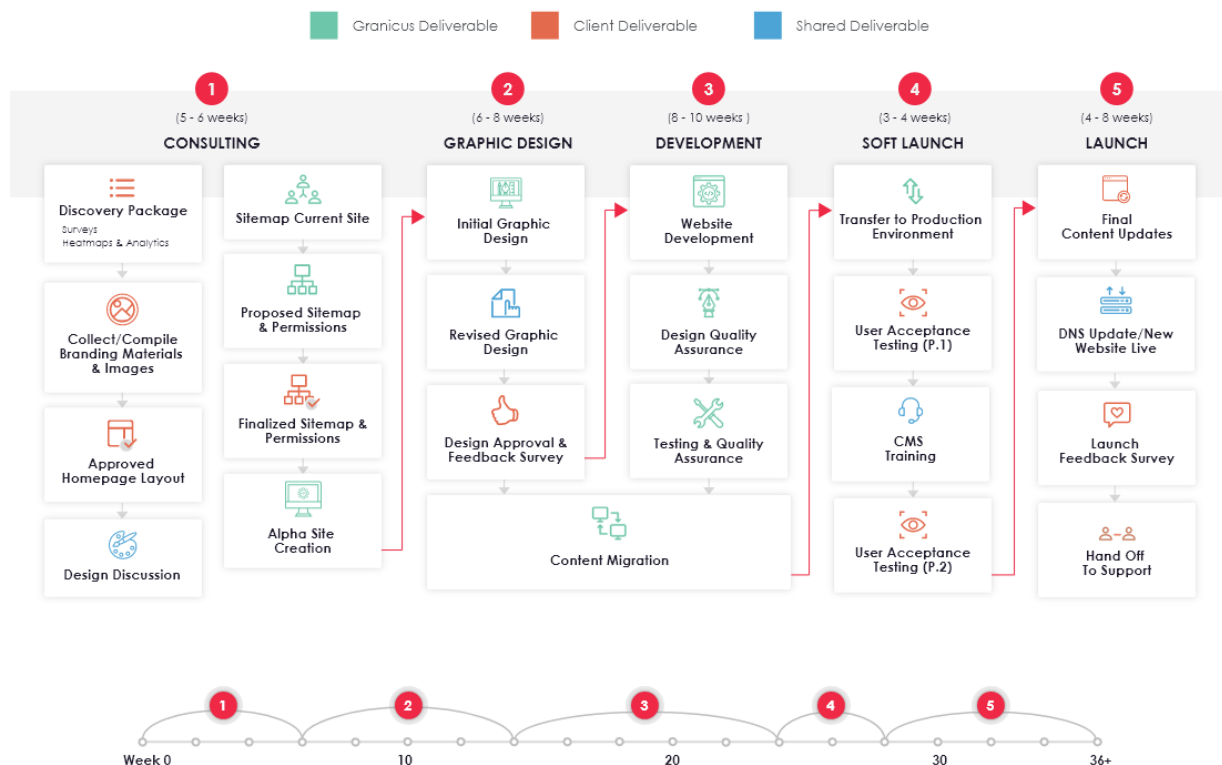 Granicus Deliverable
Client Deliverable
Shared Deliverable
1
(5 - 6 weeks)
CONSULTING
Discovery Package
Surveys
Heatmaps & Analytics
Collect/Compile
Branding Materials
& Images
Approved
Homepage Layout
Design Discussion
Sitemap Current Site
Proposed Sitemap
& Permissions
Finalized Sitemap &
Permissions
Alpha Site
Creation
2
(6 - 8 weeks)
GRAPHIC DESIGN
Initial Graphic
Design
Revised Graphic
Design
Design Approval &
Feedback Survey
3
(8 - 10 weeks )
DEVELOPMENT
Website
Development
Design Quality
Assurance
Testing & Quality
Assurance
Content Migration
4
(3 - 4 weeks)
SOFT LAUNCH
Transfer to Production
Environment
User Acceptance
Testing (P.1)
CMS
Training
User Acceptance
Testing (P.2)
5
(4 - 8 weeks)
LAUNCH
Final
Content Updates
DNS Update/New
Website Live
Launch
Feedback Survey
Hand Off
To Support
1
2
3
4
5
Week 0
10
20
30
36+